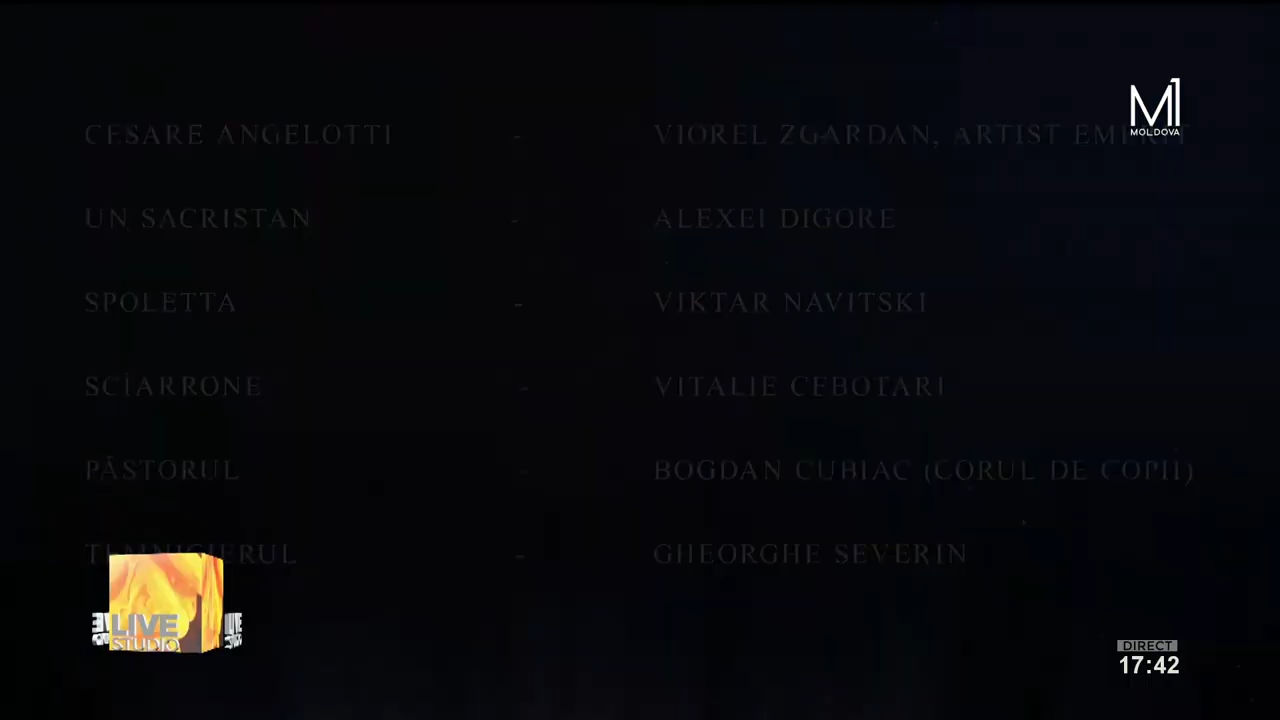 M1
MOLDOVA
CESARE ANGELOTTI - VIOREL ZGARDAN, ARTIST EMERIT
UN SACRISTAN - ALEXEI DIGORE
SPOLETTA - VIKTAR NAVITSKI
SCIARRONE - VITALIE CEBOTARI
PĂSTORUL - BOGDAN CUBIAC (CORUL DE COPII)
- GHEORGHE SEVERIN
LIVE
STUDIO
DIRECT
17:42